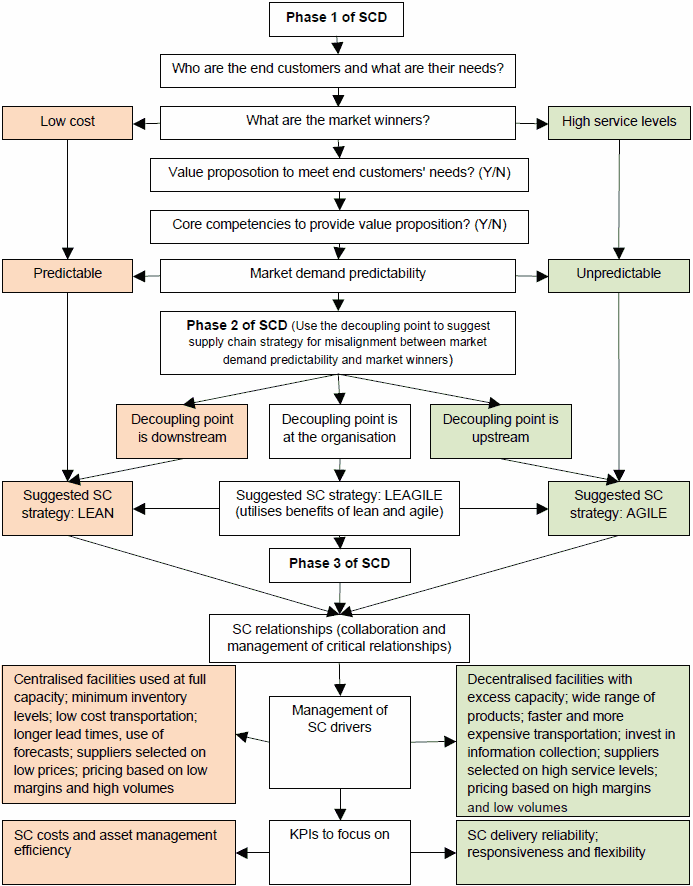 Phase 1 of SCD
Who are the end customers and what are their needs?
Low cost
What are the market winners?
High service levels
Value proposotion to meet end customers' needs? (Y/N)
Core competencies to provide value proposition? (Y/N)
Predictable
Market demand predictability
Unpredictable
Phase 2 of SCD (Use the decoupling point to suggest
supply chain strategy for misalignment between market
demand predictability and market winners)
Decoupling point
is downstream
Decoupling point is
at the organisation
Decoupling point is
upstream
Suggested SC
strategy: LEAN
Suggested SC strategy: LEAGILE
(utilises benefits of lean and agile)
Suggested SC
strategy: AGILE
Phase 3 of SCD
SC relationships (collaboration and
management of critical relationships)
Centralised facilities used at full
capacity; minimum inventory
levels; low cost transportation;
longer lead times, use of
forecasts; suppliers selected on
low prices; pricing based on low
margins and high volumes
Management of
SC drivers
Decentralised facilities with
excess capacity; wide range of
products; faster and more
expensive transportation; invest in
information collection; suppliers
selected on high service levels;
pricing based on high margins
and low volumes
SC costs and asset management
efficiency
KPIs to focus on
SC delivery reliability;
responsiveness and flexibility